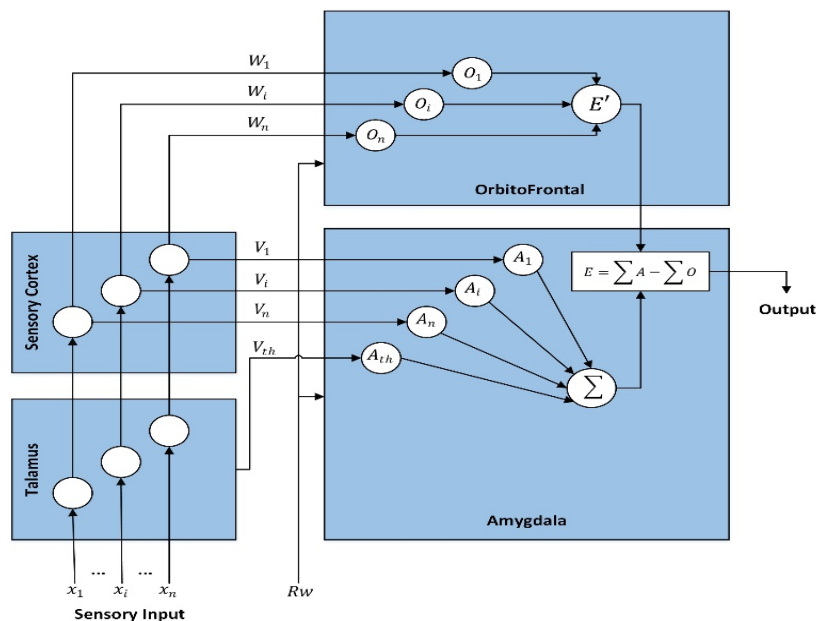 W₁
O₁
Wᵢ
Oᵢ
E′
Wₙ
Oₙ
OrbitoFrontal
Sensory Cortex
V₁
A₁
Vᵢ
Aᵢ
E = ∑ A − ∑ O
Vₙ
Aₙ
Output
Vₜₕ
Aₜₕ
∑
Talamus
Amygdala
x₁ ... xᵢ ... xₙ
Rw
Sensory Input